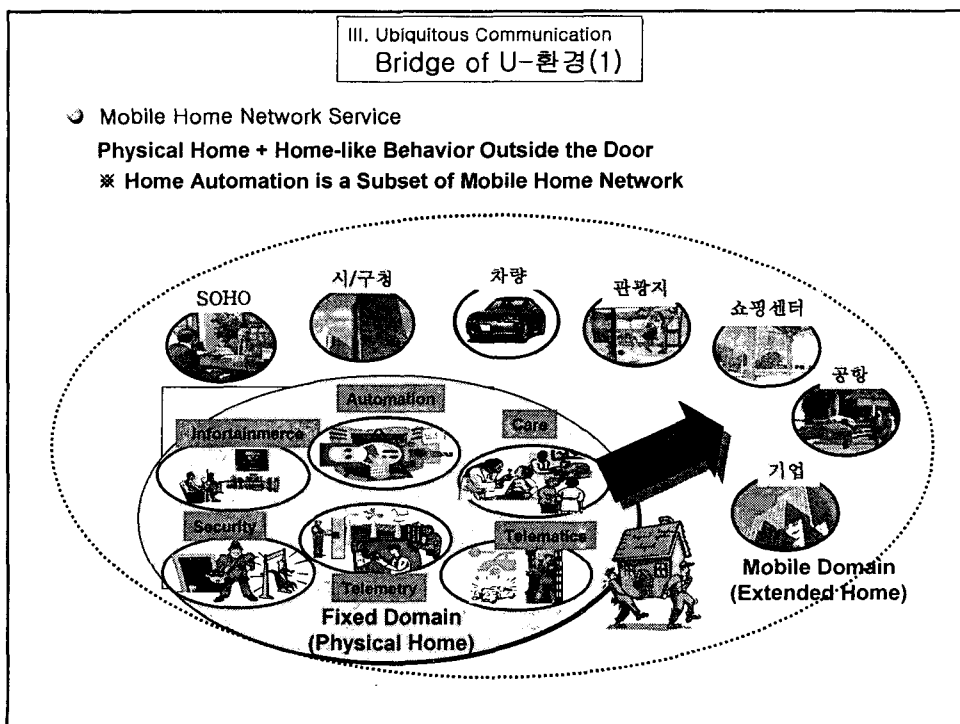 III. Ubiquitous Communication
Bridge of U-환경(1)
Mobile Home Network Service
Physical Home + Home-like Behavior Outside the Door
※ Home Automation is a Subset of Mobile Home Network
SOHO
시/구청
차량
관광지
쇼핑센터
공항
기업
Automation
Infortainmerce
Care
Security
Telematics
Telemetry
Fixed Domain
(Physical Home)
Mobile Domain
(Extended Home)